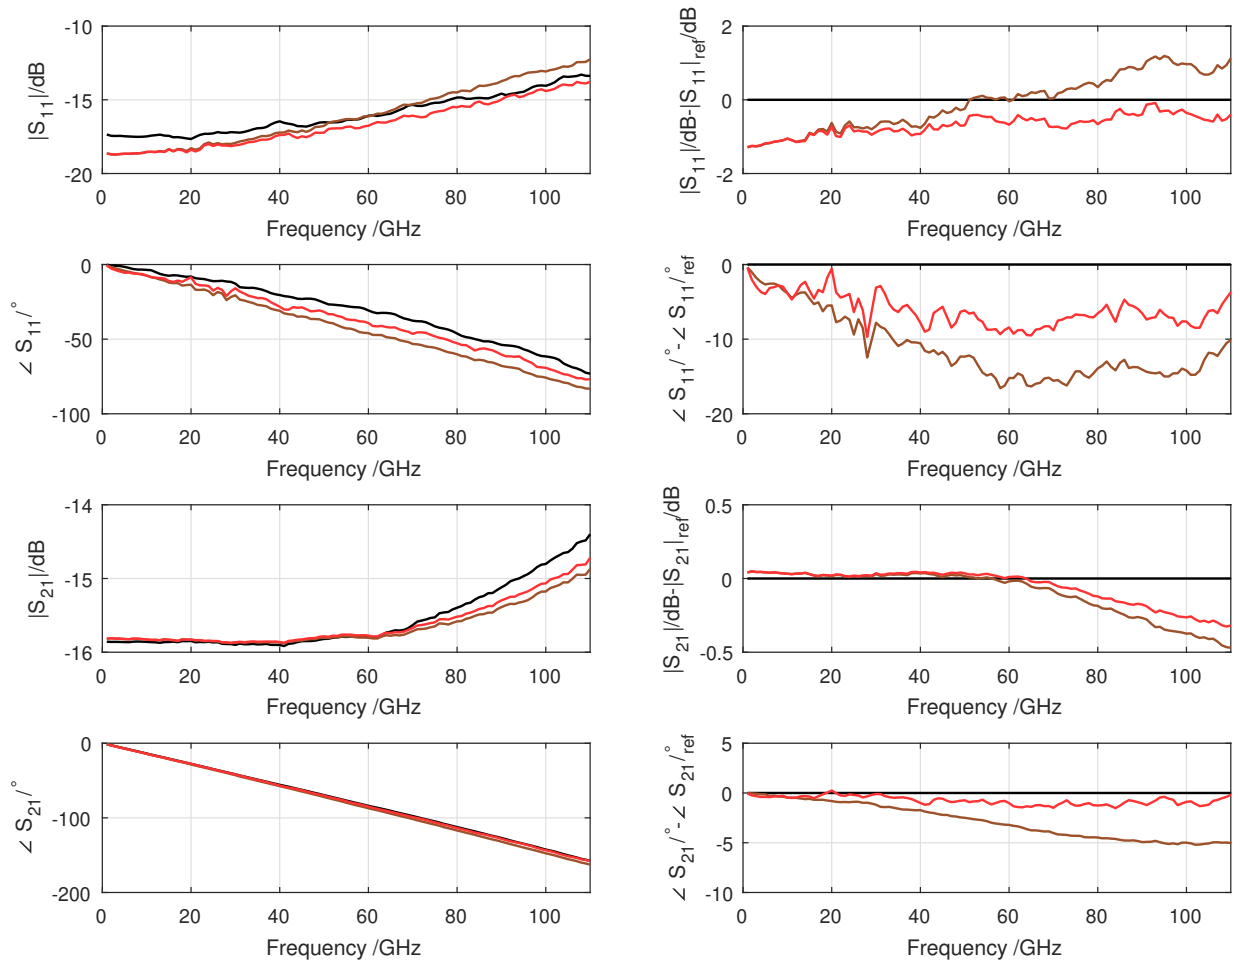 -10
-15
-20
|S11|/dB
0 20 40 60 80 100
Frequency /GHz
2
0
-2
|S11|/dB-|S11|ref/dB
0 20 40 60 80 100
Frequency /GHz
0
-50
-100
∠ S11/°
0 20 40 60 80 100
Frequency /GHz
0
-10
-20
∠ S11/°-∠ S11/°ref
0 20 40 60 80 100
Frequency /GHz
-14
-15
-16
|S21|/dB
0 20 40 60 80 100
Frequency /GHz
0.5
0
-0.5
|S21|/dB-|S21|ref/dB
0 20 40 60 80 100
Frequency /GHz
0
-100
-200
∠ S21/°
0 20 40 60 80 100
Frequency /GHz
5
0
-5
-10
∠ S21/°-∠ S21/°ref
0 20 40 60 80 100
Frequency /GHz